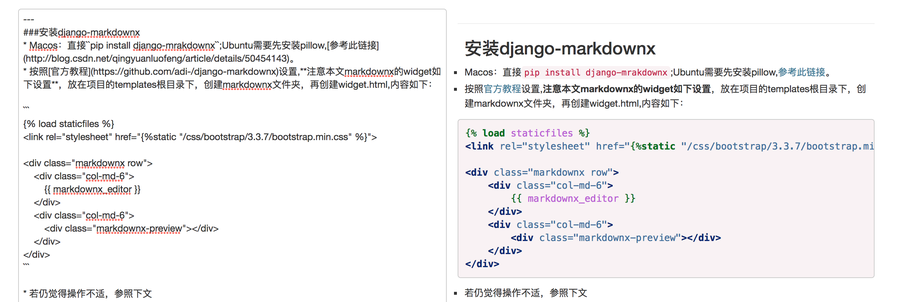 ---
###安装django-markdownx
* Macos：直接``pip install django-mrakdownx``;Ubuntu需要先安装pillow,[参考此链接]
(http://blog.csdn.net/qingyuanluofeng/article/details/50454143)。
* 按照[官方教程](https://github.com/adi-/django-markdownx)设置,**注意本文markdownx的widget如
下设置**，放在项目的templates根目录下，创建markdownx文件夹，再创建widget.html,内容如下：
```
{% load staticfiles %}
<link rel="stylesheet" href="{%static "/css/bootstrap/3.3.7/bootstrap.min.css" %}">
<div class="markdownx row">
<div class="col-md-6">
{{ markdownx_editor }}
</div>
<div class="col-md-6">
<div class="markdownx-preview"></div>
</div>
</div>
```
* 若仍觉得操作不适，参照下文
安装django-markdownx
Macos：直接 pip install django-mrakdownx ;Ubuntu需要先安装pillow,参考此链接。
按照官方教程设置,注意本文markdownx的widget如下设置，放在项目的templates根目录下，创
建markdownx文件夹，再创建widget.html,内容如下：
{% load staticfiles %}
<link rel="stylesheet" href="{%static "/css/bootstrap/3.3.7/bootstrap.mi
<div class="markdownx row">
<div class="col-md-6">
{{ markdownx_editor }}
</div>
<div class="col-md-6">
<div class="markdownx-preview"></div>
</div>
</div>
若仍觉得操作不适，参照下文